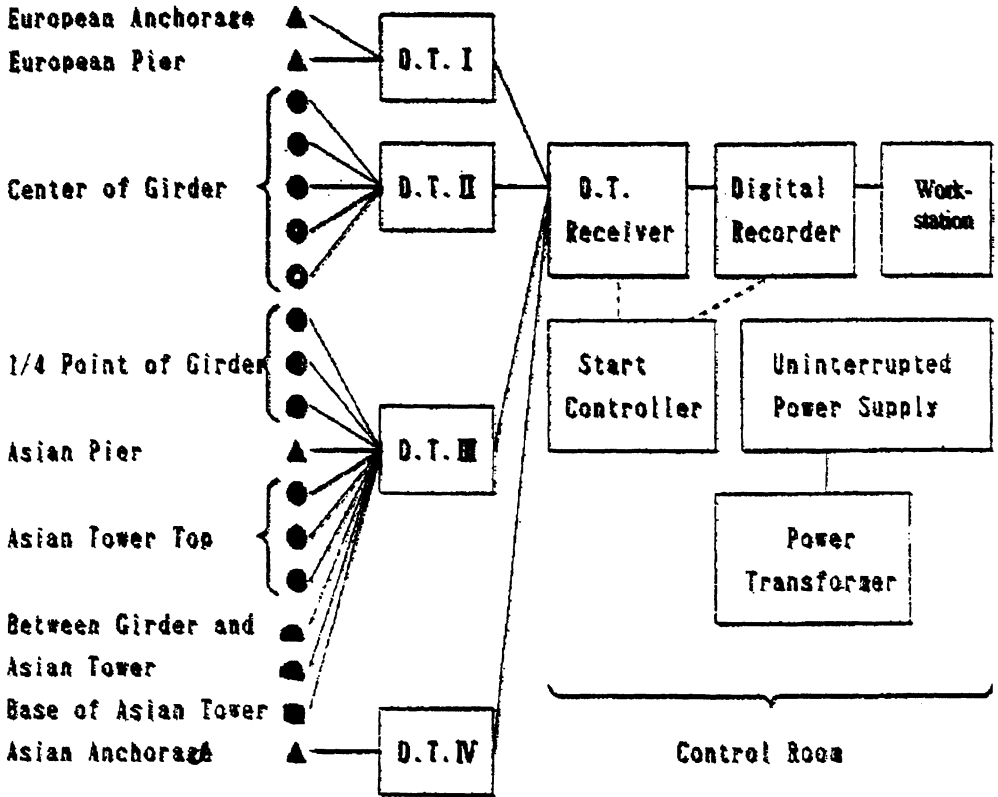 European Anchorage
European Pier
D.T. I
Center of Girder
D.T. II
D.T.
Receiver
Digital
Recorder
Work-
station
1/4 Point of Girder
Start
Controller
Uninterrupted
Power Supply
Asian Pier
D.T. III
Asian Tower Top
Power
Transformer
Between Girder and
Asian Tower
Base of Asian Tower
Asian Anchorage
D.T. IV
Control Room